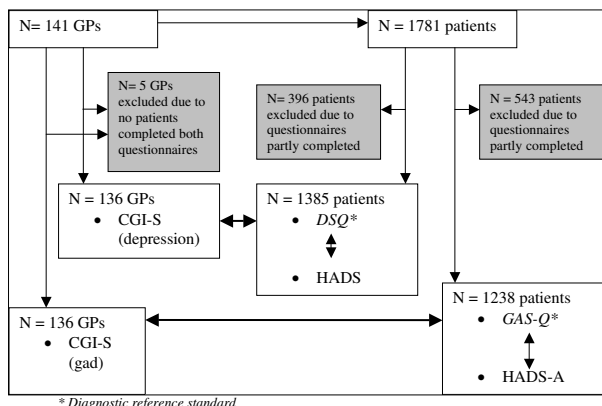 N= 141 GPs
N = 1781 patients
N= 5 GPs
excluded due to
no patients
completed both
questionnaires
N= 396 patients
excluded due to
questionnaires
partly completed
N = 543 patients
excluded due to
questionnaires
partly completed
N = 136 GPs
• CGI-S
(depression)
N = 1385 patients
• DSQ*
• HADS
N = 136 GPs
• CGI-S
(gad)
N = 1238 patients
• GAS-Q*
• HADS-A
* Diagnostic reference standard